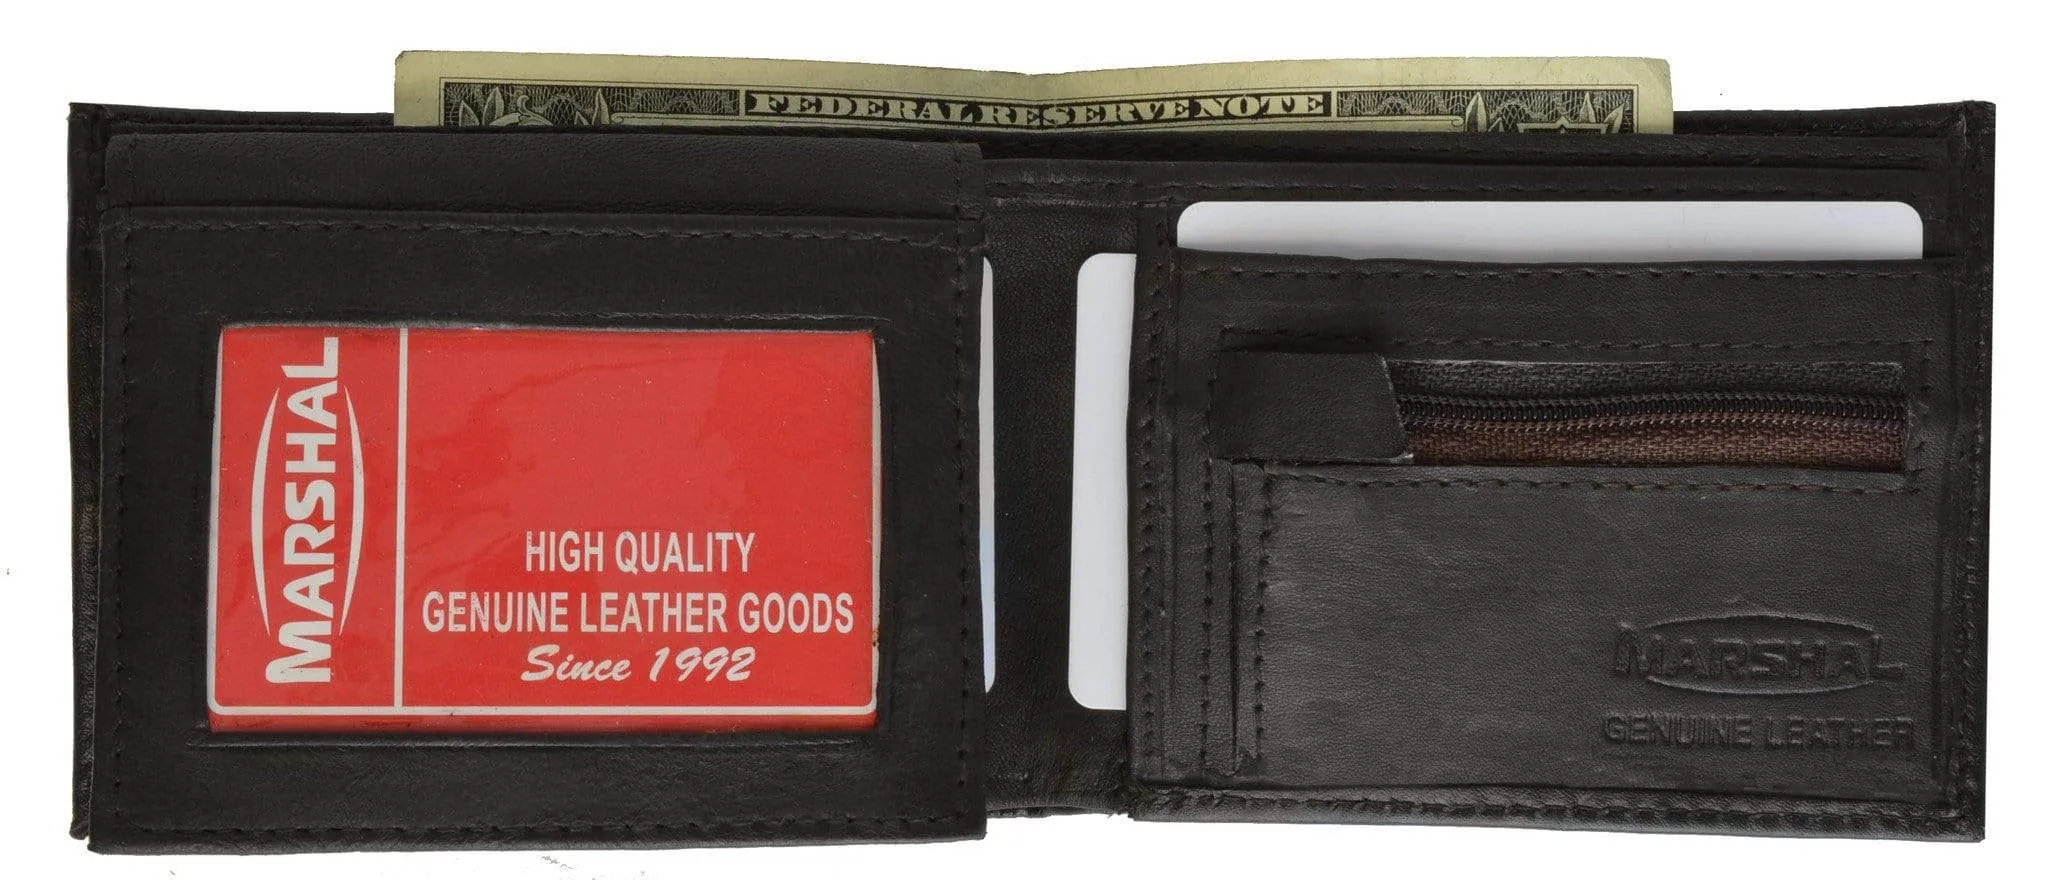 FEDERAL RESERVE NOTE
MARSHAL
HIGH QUALITY
GENUINE LEATHER GOODS
Since 1992
MARSHAL
GENUINE LEATHER